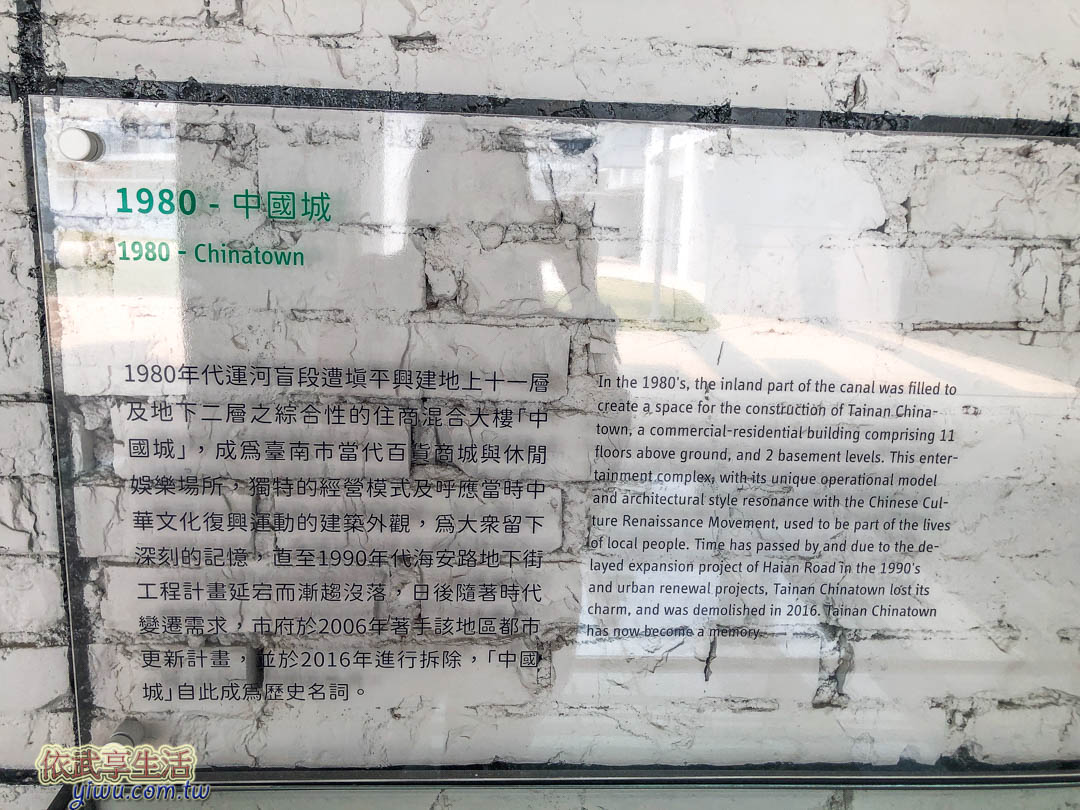 1980 - 中國城
1980 - Chinatown
1980年代運河盲段遭塡平興建地上十一層
及地下二層之綜合性的住商混合大樓「中
國城」，成爲臺南市當代百貨商城與休閒
娛樂場所，獨特的經營模式及呼應當時中
華文化復興運動的建築外觀，爲大衆留下
深刻的記憶，直至1990年代海安路地下街
工程計畫延宕而漸趨沒落，日後隨著時代
變遷需求，市府於2006年著手該地區都市
更新計畫，並於2016年進行拆除，「中國
城」自此成爲歷史名詞。
In the 1980's, the inland part of the canal was filled to
create a space for the construction of Tainan China-
town, a commercial-residential building comprising 11
floors above ground, and 2 basement levels. This enter-
tainment complex, with its unique operational model
and architectural style resonance with the Chinese Cul-
ture Renaissance Movement, used to be part of the lives
of local people. Time has passed by and due to the de-
layed expansion project of Haian Road in the 1990's
and urban renewal projects, Tainan Chinatown lost its
charm, and was demolished in 2016. Tainan Chinatown
has now become a memory.
依武享生活
yiwu.com.tw